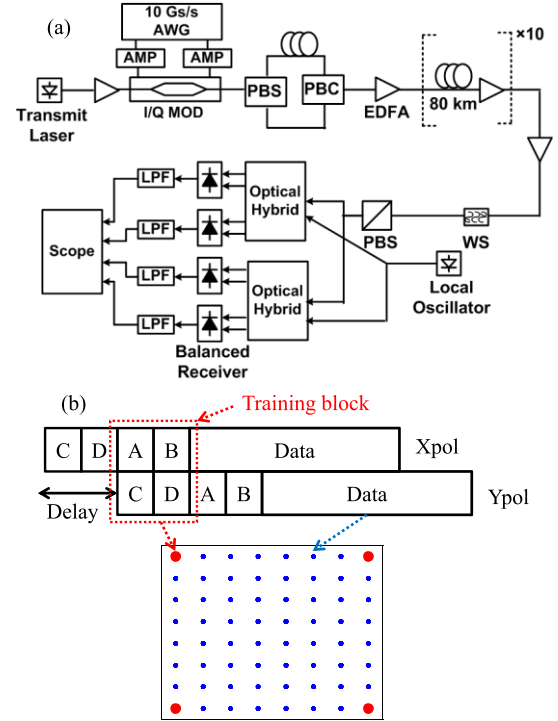 (a)
10 Gs/s
AWG
AMP
AMP
Transmit
Laser
I/Q MOD
PBS
PBC
EDFA
80 km
×10
Scope
LPF
LPF
LPF
LPF
Balanced
Receiver
Optical
Hybrid
Optical
Hybrid
PBS
WS
Local
Oscillator
(b)
Training block
C D A B Data Xpol
C D A B Data Ypol
Delay